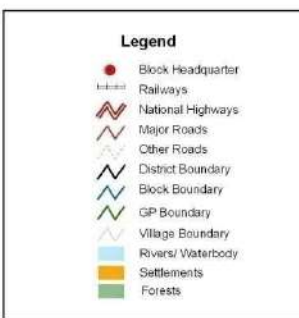 Legend
Block Headquarter
Railways
National Highways
Major Roads
Other Roads
District Boundary
Block Boundary
GP Boundary
Village Boundary
Rivers/ Waterbody
Settlements
Forests